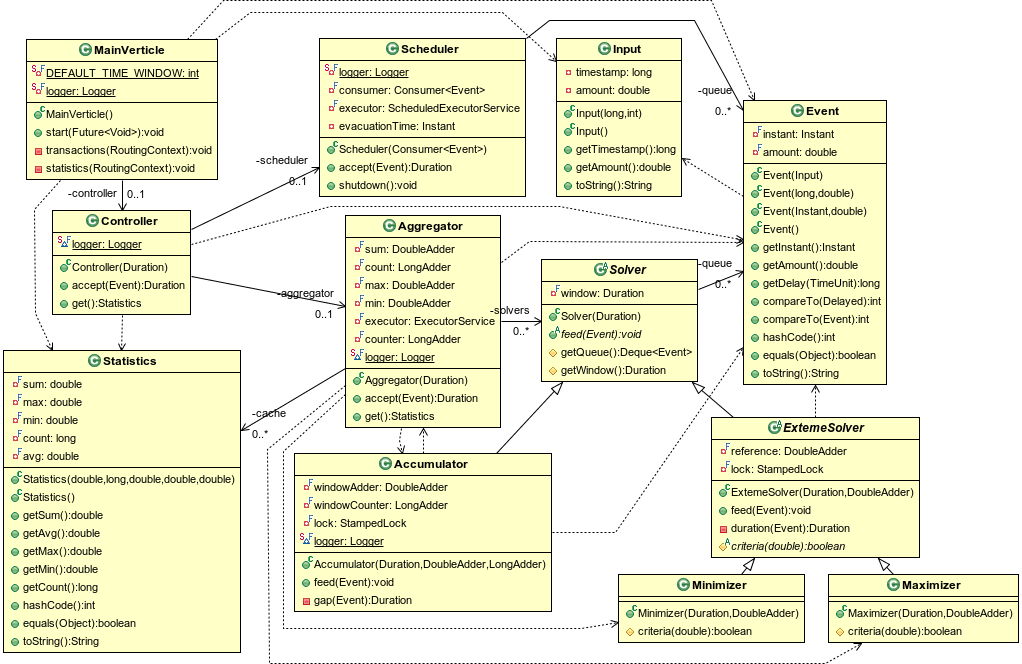 MainVerticle
DEFAULT_TIME_WINDOW: int
logger: Logger
MainVerticle()
start(Future<Void>):void
transactions(RoutingContext):void
statistics(RoutingContext):void
Scheduler
logger: Logger
consumer: Consumer<Event>
executor: ScheduledExecutorService
evacuationTime: Instant
Scheduler(Consumer<Event>)
accept(Event):Duration
shutdown():void
Input
timestamp: long
amount: double
Input(long,int)
Input()
getTimestamp():long
getAmount():double
toString():String
-queue
0..*
Event
instant: Instant
amount: double
Event(Input)
Event(long,double)
Event(Instant,double)
Event()
getInstant():Instant
getAmount():double
getDelay(TimeUnit):long
compareTo(Delayed):int
compareTo(Event):int
hashCode():int
equals(Object):boolean
toString():String
-controller
0..1
-scheduler
0..1
Controller
logger: Logger
Controller(Duration)
accept(Event):Duration
get():Statistics
-aggregator
0..1
Aggregator
sum: DoubleAdder
count: LongAdder
max: DoubleAdder
min: DoubleAdder
executor: ExecutorService
counter: LongAdder
logger: Logger
Aggregator(Duration)
accept(Event):Duration
get():Statistics
-solvers
0..*
Solver
window: Duration
Solver(Duration)
feed(Event):void
getQueue():Deque<Event>
getWindow():Duration
-queue
0..*
Statistics
sum: double
max: double
min: double
count: long
avg: double
Statistics(double,long,double,double,double)
Statistics()
getSum():double
getAvg():double
getMax():double
getMin():double
getCount():long
hashCode():int
equals(Object):boolean
toString():String
-cache
0..*
Accumulator
windowAdder: DoubleAdder
windowCounter: LongAdder
lock: StampedLock
logger: Logger
Accumulator(Duration,DoubleAdder,LongAdder)
feed(Event):void
gap(Event):Duration
ExtemeSolver
reference: DoubleAdder
lock: StampedLock
ExtemeSolver(Duration,DoubleAdder)
feed(Event):void
duration(Event):Duration
criteria(double):boolean
Minimizer
Minimizer(Duration,DoubleAdder)
criteria(double):boolean
Maximizer
Maximizer(Duration,DoubleAdder)
criteria(double):boolean